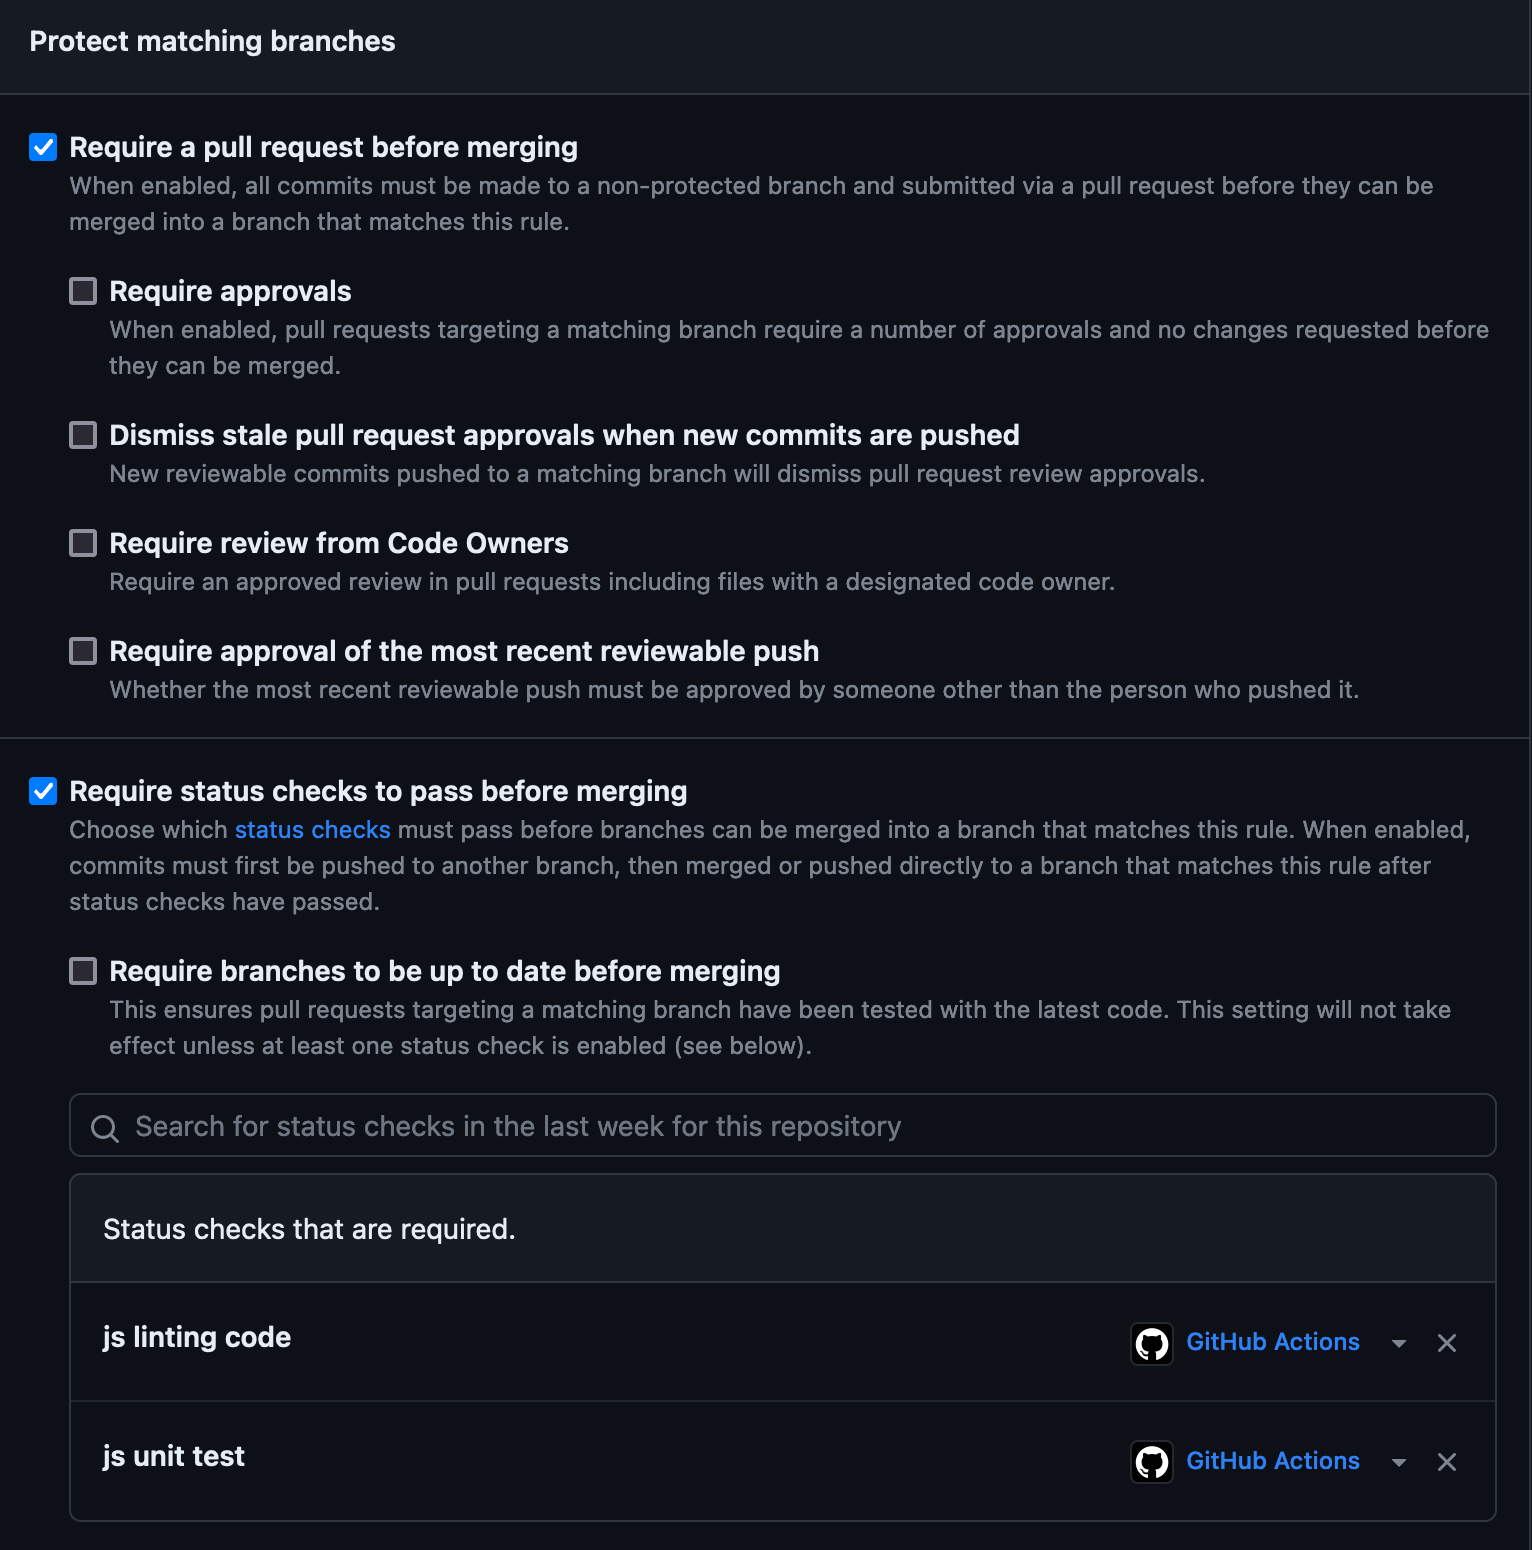 Protect matching branches
Require a pull request before merging
When enabled, all commits must be made to a non-protected branch and submitted via a pull request before they can be
merged into a branch that matches this rule.
Require approvals
When enabled, pull requests targeting a matching branch require a number of approvals and no changes requested before
they can be merged.
Dismiss stale pull request approvals when new commits are pushed
New reviewable commits pushed to a matching branch will dismiss pull request review approvals.
Require review from Code Owners
Require an approved review in pull requests including files with a designated code owner.
Require approval of the most recent reviewable push
Whether the most recent reviewable push must be approved by someone other than the person who pushed it.
Require status checks to pass before merging
Choose which status checks must pass before branches can be merged into a branch that matches this rule. When enabled,
commits must first be pushed to another branch, then merged or pushed directly to a branch that matches this rule after
status checks have passed.
Require branches to be up to date before merging
This ensures pull requests targeting a matching branch have been tested with the latest code. This setting will not take
effect unless at least one status check is enabled (see below).
Search for status checks in the last week for this repository
Status checks that are required.
js linting code GitHub Actions
js unit test GitHub Actions